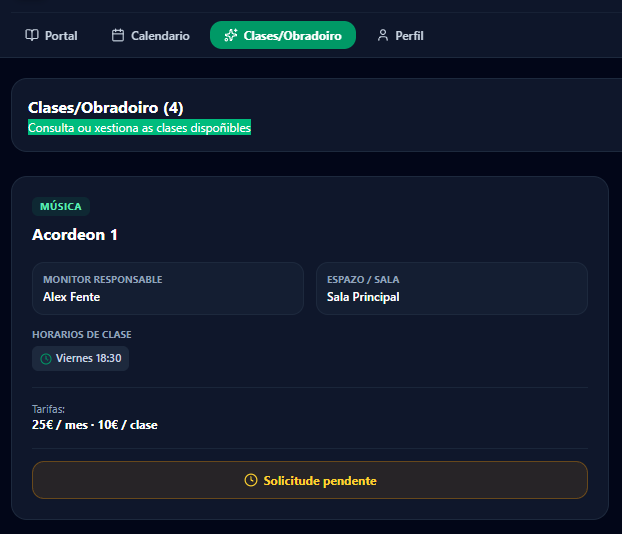 Portal
Calendario
Clases/Obradoiro
Perfil
Clases/Obradoiro (4)
Consulta ou xestiona as clases dispoñibles
MÚSICA
Acordeon 1
MONITOR RESPONSABLE
Alex Fente
ESPAZO / SALA
Sala Principal
HORARIOS DE CLASE
Viernes 18:30
Tarifas:
25€ / mes · 10€ / clase
Solicitude pendente